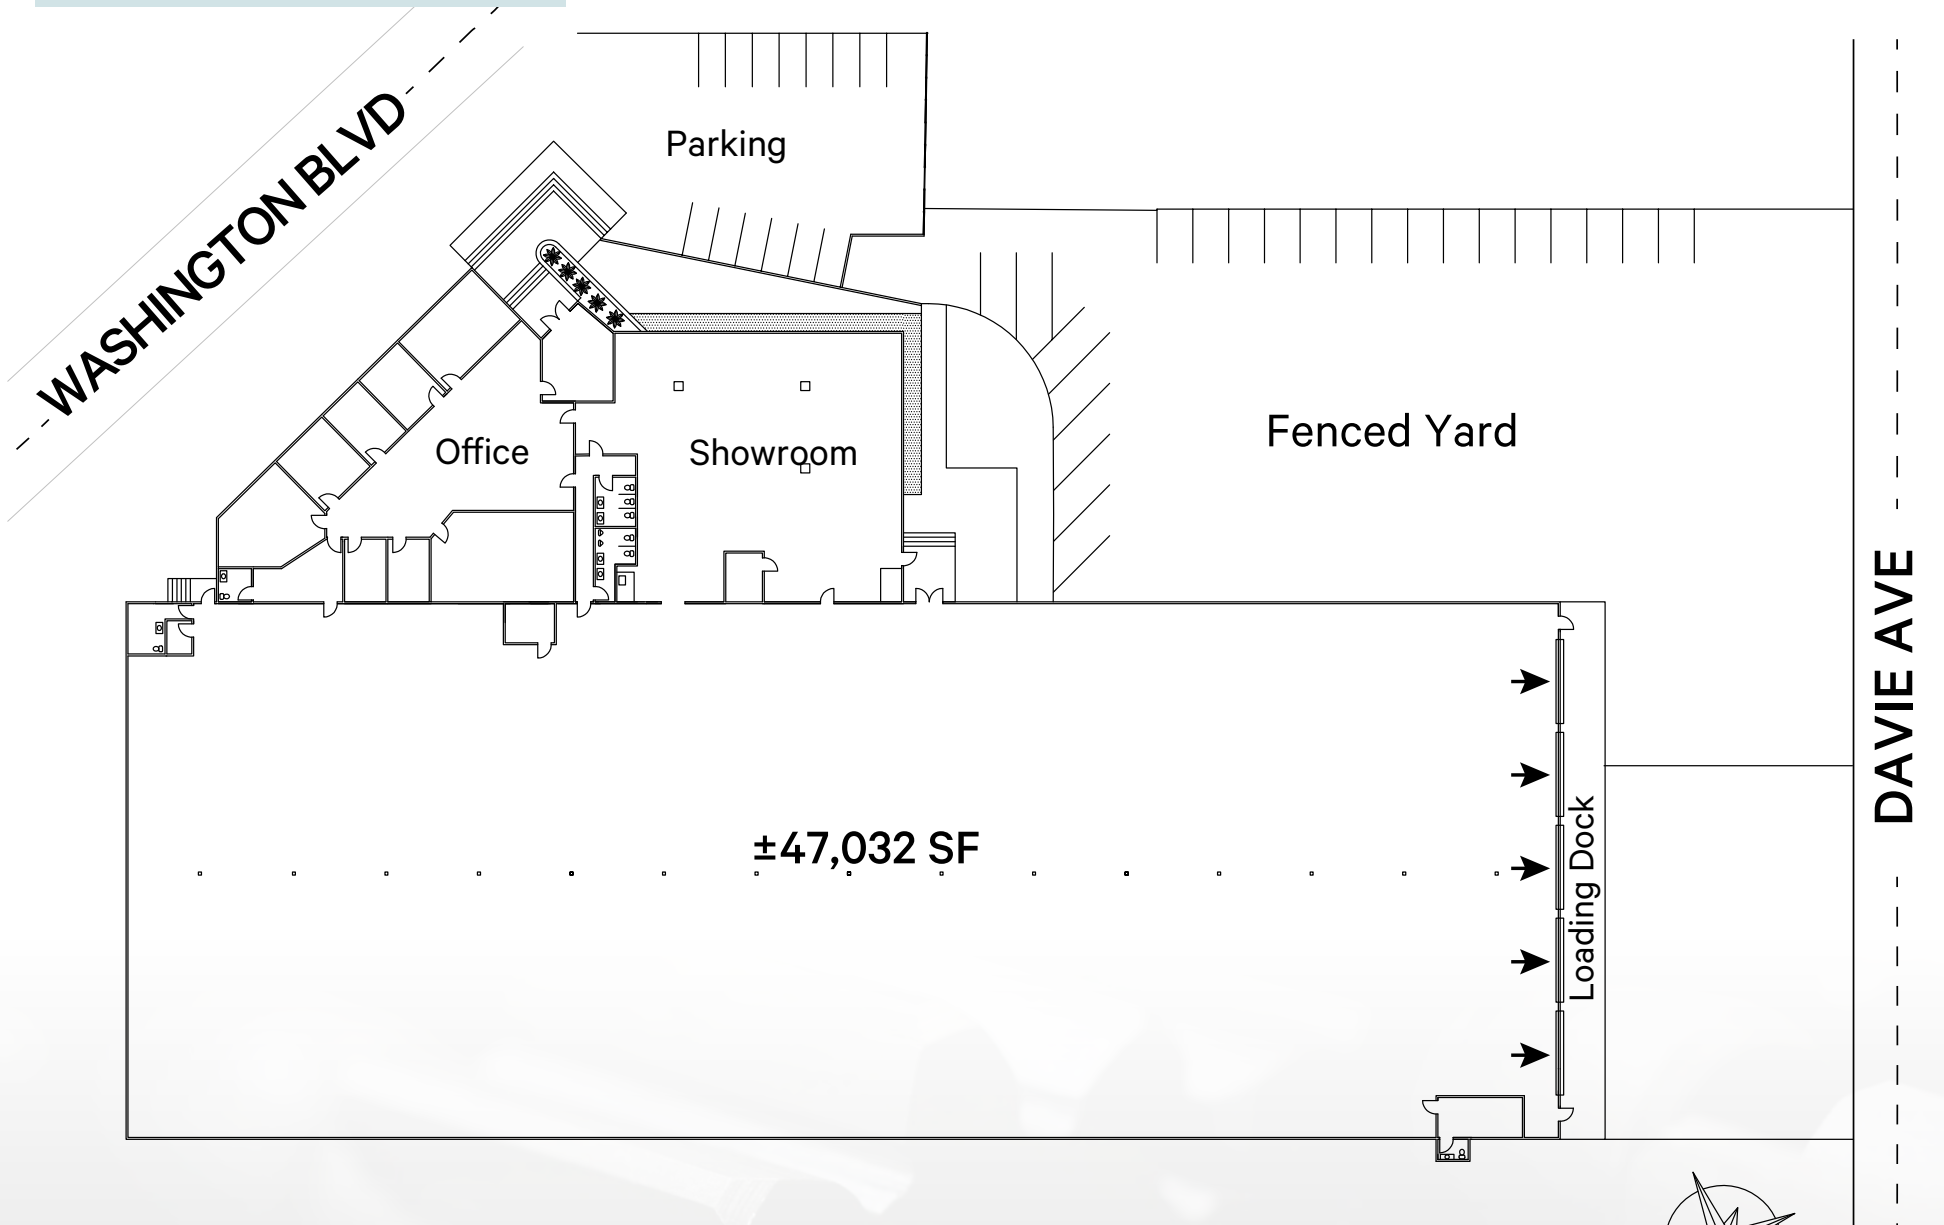 WASHINGTON BLVD
Parking
Office
Showroom
Fenced Yard
DAVIE AVE
±47,032 SF
Loading Dock